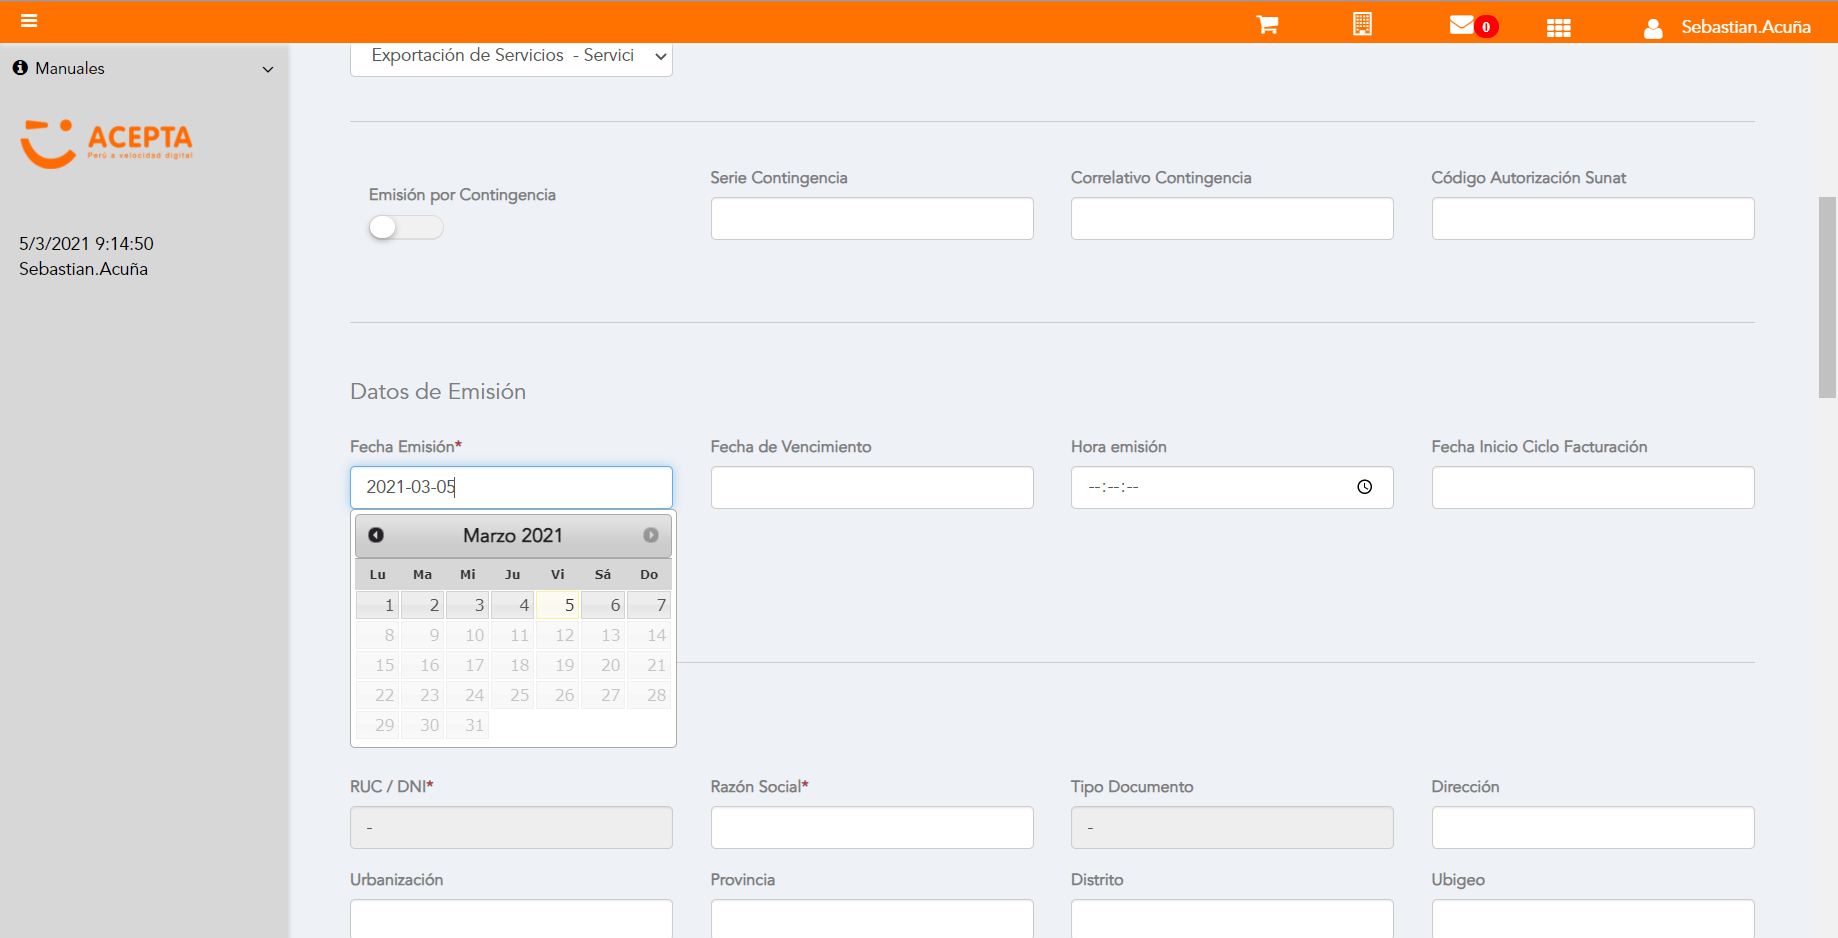 0
Sebastian.Acuña
Manuales
ACEPTA
Perú a velocidad digital
5/3/2021 9:14:50
Sebastian.Acuña
Exportación de Servicios - Servici
Emisión por Contingencia
Serie Contingencia
Correlativo Contingencia
Código Autorización Sunat
Datos de Emisión
Fecha Emisión*
Fecha de Vencimiento
Hora emisión
Fecha Inicio Ciclo Facturación
2021-03-05
--:--:--
Marzo 2021
Lu Ma Mi Ju Vi Sá Do
1 2 3 4 5 6 7
8 9 10 11 12 13 14
15 16 17 18 19 20 21
22 23 24 25 26 27 28
29 30 31
RUC / DNI*
Razón Social*
Tipo Documento
Dirección
-
-
Urbanización
Provincia
Distrito
Ubigeo